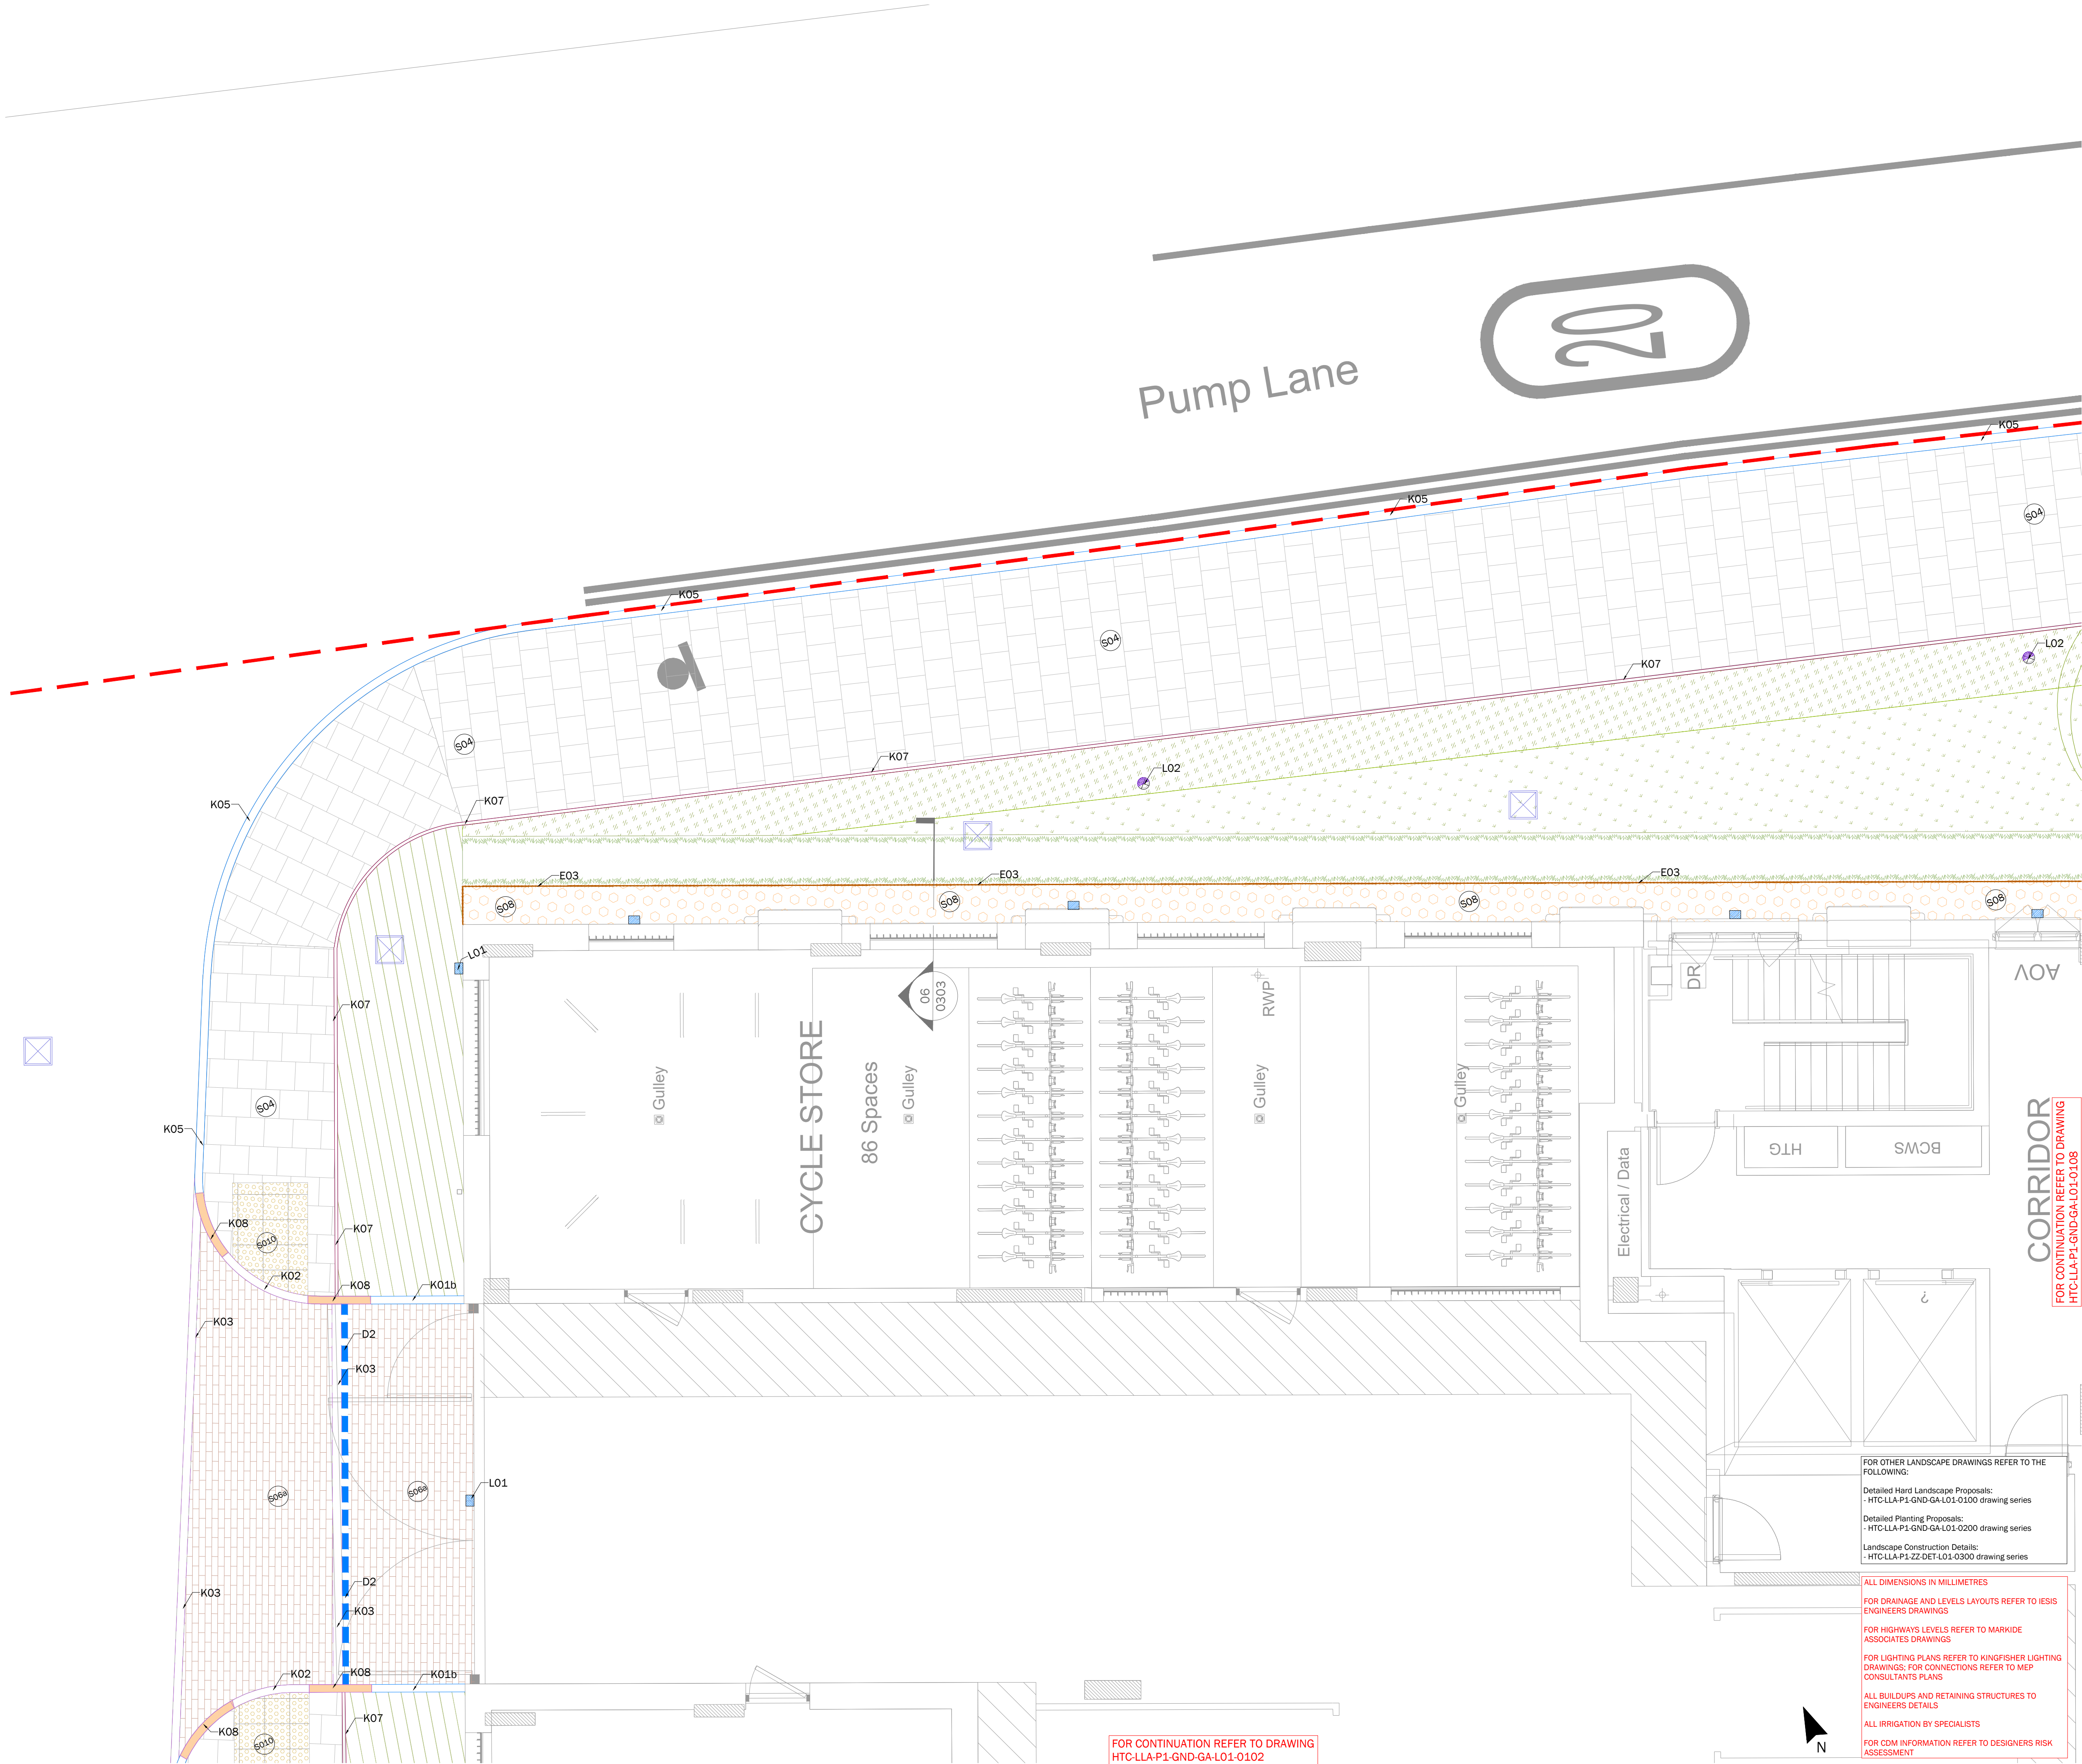 20
Pump Lane
K05
K05
S04
K05
S04
L02
K07
S04
K07
L02
K05
K07
E03
E03
E03
S08
S08
S08
S08
L01
06
0303
DR
AOV
K07
RWP
CYCLE STORE
86 Spaces
Gulley
Gulley
Gulley
Gulley
S04
K05
HTG
BCWS
Electrical / Data
CORRIDOR
FOR CONTINUATION REFER TO DRAWING
HTC-LLA-P1-GND-GA-L01-0108
K08
K07
S010
K02
K08
K01b
?
K03
D2
K03
S06a
S06a
L01
FOR OTHER LANDSCAPE DRAWINGS REFER TO THE
FOLLOWING:
Detailed Hard Landscape Proposals:
- HTC-LLA-P1-GND-GA-L01-0100 drawing series
Detailed Planting Proposals:
- HTC-LLA-P1-GND-GA-L01-0200 drawing series
Landscape Construction Details:
- HTC-LLA-P1-ZZ-DET-L01-0300 drawing series
K03
D2
K03
ALL DIMENSIONS IN MILLIMETRES
FOR DRAINAGE AND LEVELS LAYOUTS REFER TO IESIS
ENGINEERS DRAWINGS
FOR HIGHWAYS LEVELS REFER TO MARKIDE
ASSOCIATES DRAWINGS
FOR LIGHTING PLANS REFER TO KINGFISHER LIGHTING
DRAWINGS; FOR CONNECTIONS REFER TO MEP
CONSULTANTS PLANS
ALL BUILDUPS AND RETAINING STRUCTURES TO
ENGINEERS DETAILS
ALL IRRIGATION BY SPECIALISTS
FOR CDM INFORMATION REFER TO DESIGNERS RISK
ASSESSMENT
K02
K08
K01b
K08
K07
S010
N
FOR CONTINUATION REFER TO DRAWING
HTC-LLA-P1-GND-GA-L01-0102